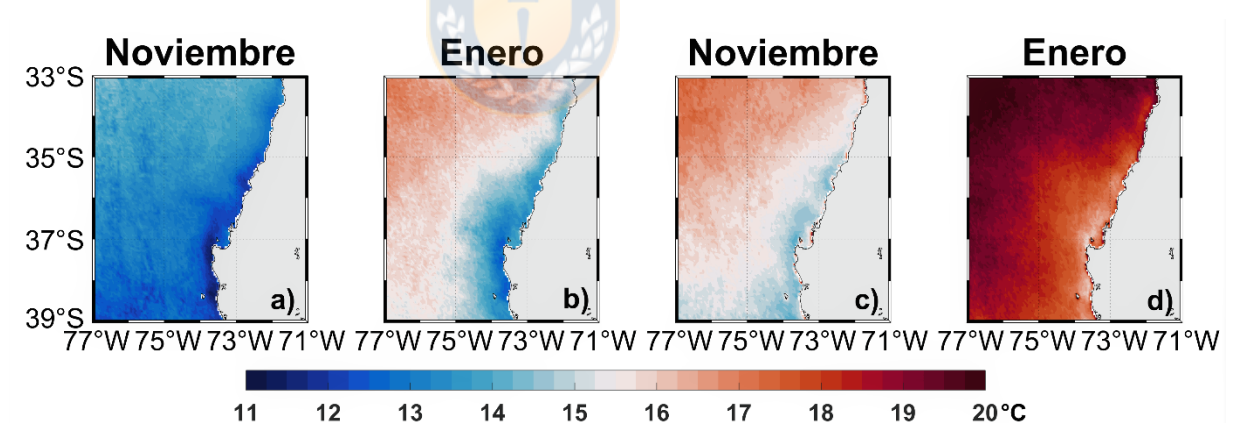 Noviembre Enero Noviembre Enero
33°S
35°S
37°S
39°S
a) b) c) d)
77°W 75°W 73°W 71°W 77°W 75°W 73°W 71°W 77°W 75°W 73°W 71°W 77°W 75°W 73°W 71°W
11 12 13 14 15 16 17 18 19 20 °C